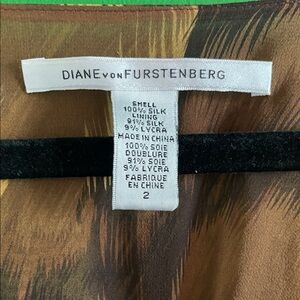 DIANE VON FURSTENBERG
SHELL
100% SILK
LINING
91% SILK
9% LYCRA
MADE IN CHINA
100% SOIE
DOUBLURE
91% SOIE
9% LYCRA
FABRIQUE
EN CHINE
2